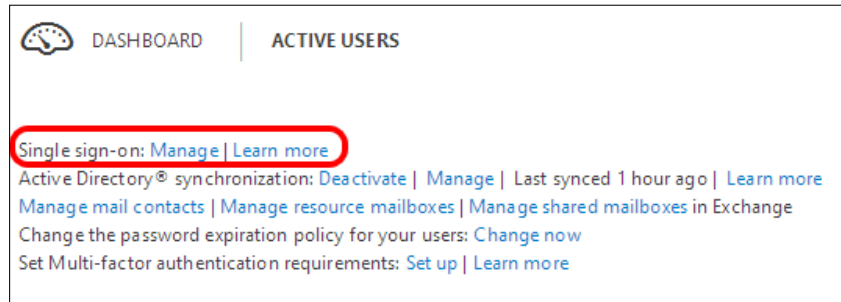 DASHBOARD | ACTIVE USERS
Single sign-on: Manage | Learn more
Active Directory® synchronization: Deactivate | Manage | Last synced 1 hour ago | Learn more
Manage mail contacts | Manage resource mailboxes | Manage shared mailboxes in Exchange
Change the password expiration policy for your users: Change now
Set Multi-factor authentication requirements: Set up | Learn more